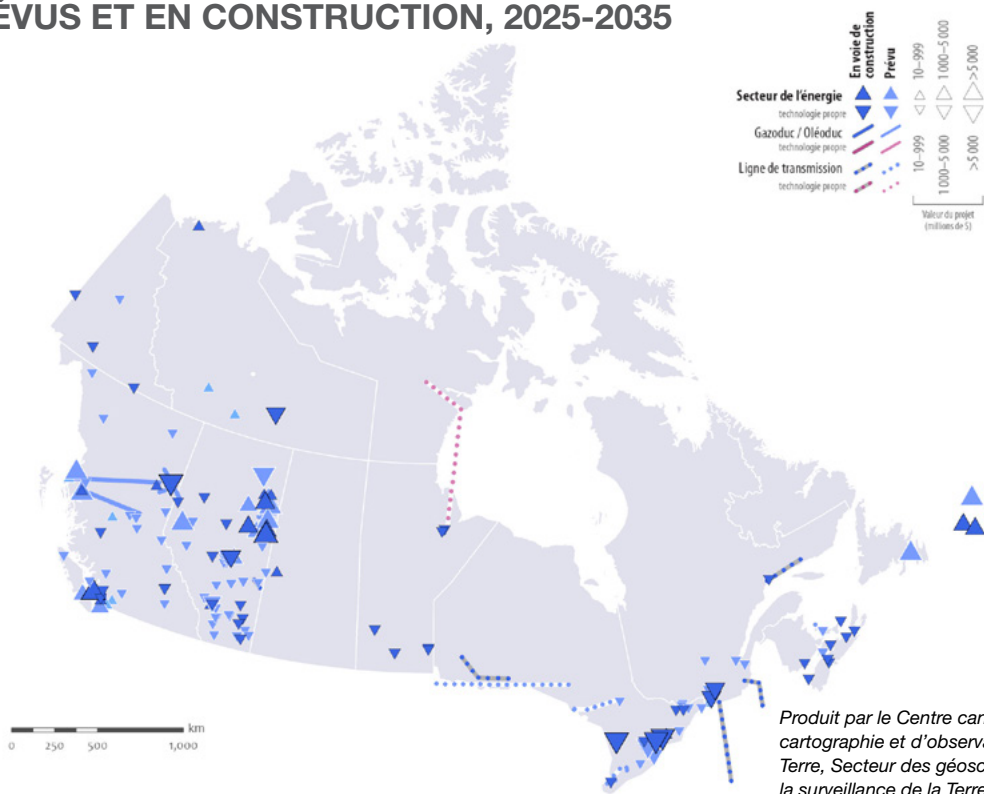 ÉVUS ET EN CONSTRUCTION, 2025-2035
En voie de
construction
Prévu
10–999
1 000–5 000
>5 000
Secteur de l'énergie
technologie propre
Gazoduc / Oléoduc
technologie propre
Ligne de transmission
technologie propre
10–999
1 000–5 000
>5 000
Valeur du projet
(millions de $)
km
0 250 500 1,000
Produit par le Centre can
cartographie et d'observa
Terre, Secteur des géosc
la surveillance de la Terre